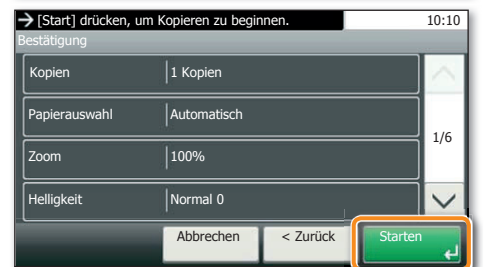 [Start] drücken, um Kopieren zu beginnen. 10:10
Bestätigung
Kopien 1 Kopien
Papierauswahl Automatisch
1/6
Zoom 100%
Helligkeit Normal 0
Abbrechen < Zurück Starten